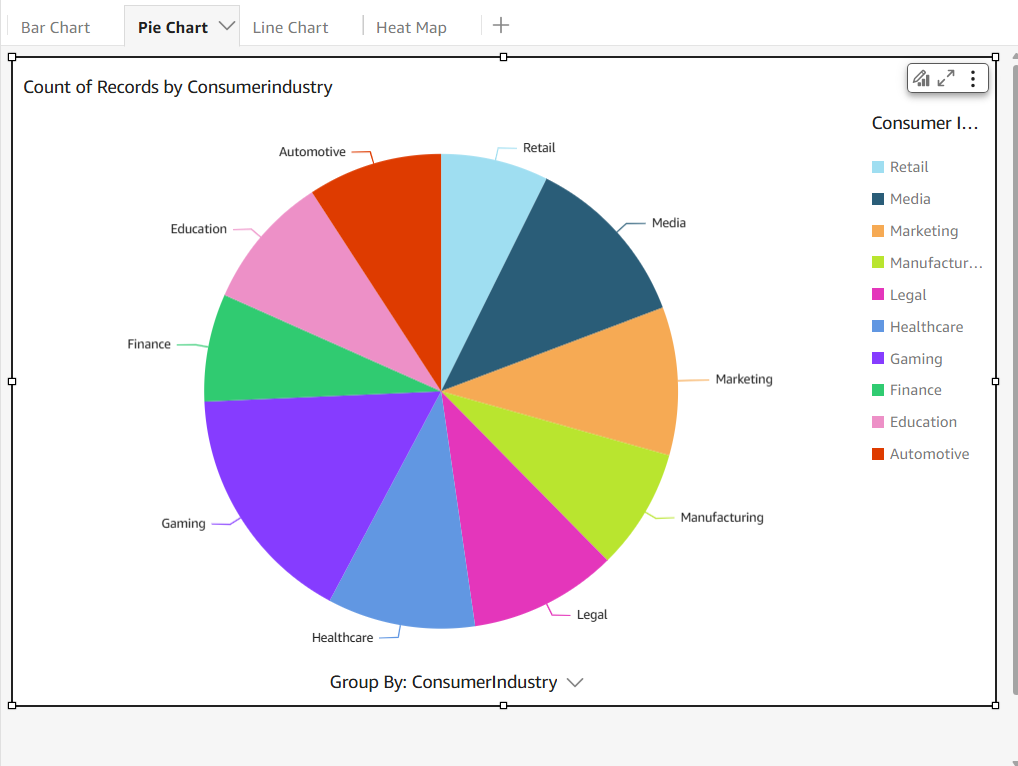 Bar Chart
Pie Chart
Line Chart
Heat Map
Count of Records by Consumerindustry
Consumer I...
Retail
Media
Marketing
Manufactur...
Legal
Healthcare
Gaming
Finance
Education
Automotive
Automotive
Retail
Education
Media
Finance
Marketing
Gaming
Manufacturing
Healthcare
Legal
Group By: ConsumerIndustry